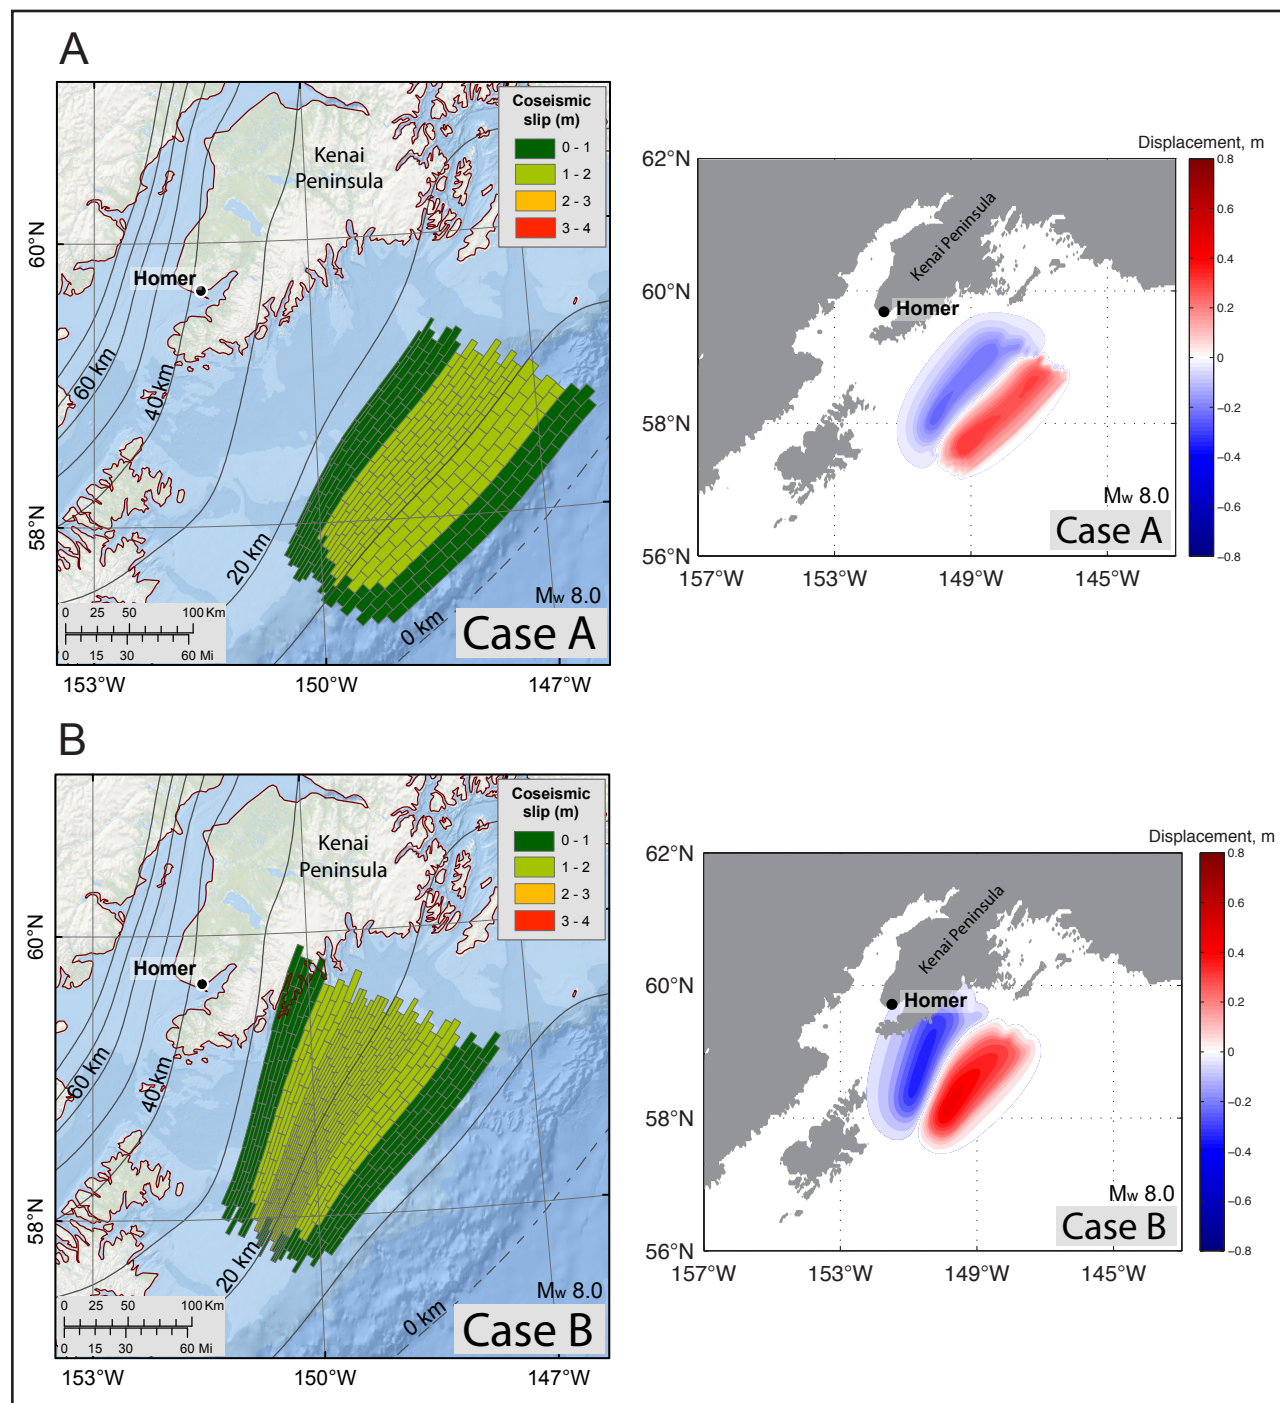 A
Coseismic
slip (m)
0 - 1
1 - 2
2 - 3
3 - 4
Kenai
Peninsula
Homer
60 km
40 km
20 km
0 km
60°N
58°N
0 25 50 100 Km
0 15 30 60 Mi
Mw 8.0
Case A
153°W 150°W 147°W
Displacement, m
62°N
60°N
58°N
56°N
Kenai Peninsula
Homer
Mw 8.0
Case A
157°W 153°W 149°W 145°W
0.8
0.6
0.4
0.2
0
−0.2
−0.4
−0.6
−0.8
B
Coseismic
slip (m)
0 - 1
1 - 2
2 - 3
3 - 4
Kenai
Peninsula
Homer
60 km
40 km
20 km
0 km
60°N
58°N
0 25 50 100 Km
0 15 30 60 Mi
Mw 8.0
Case B
153°W 150°W 147°W
Displacement, m
62°N
60°N
58°N
56°N
Kenai Peninsula
Homer
Mw 8.0
Case B
157°W 153°W 149°W 145°W
0.8
0.6
0.4
0.2
0
−0.2
−0.4
−0.6
−0.8